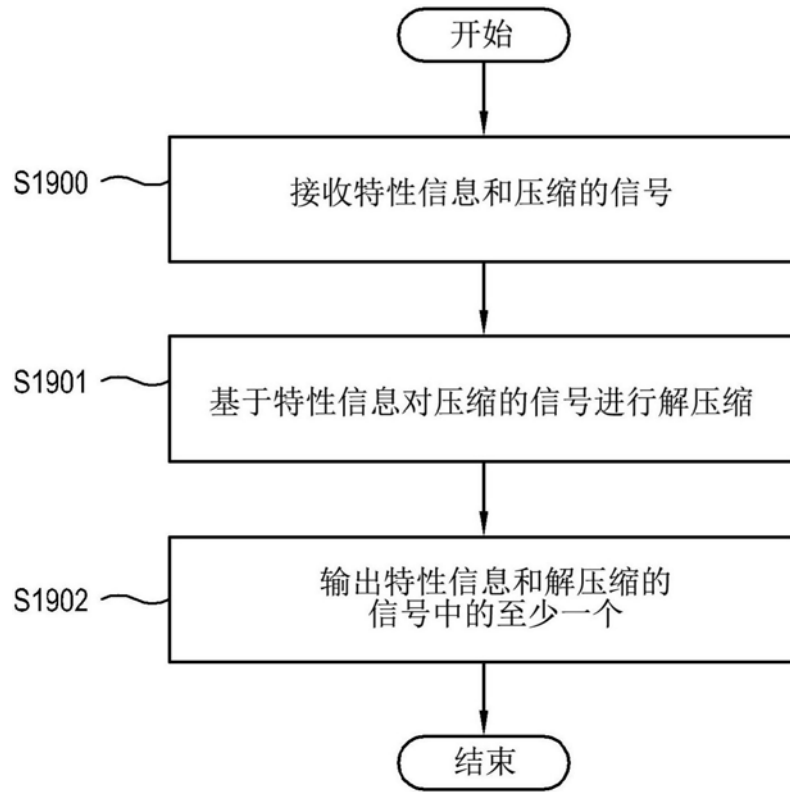 开始
S1900
接收特性信息和压缩的信号
S1901
基于特性信息对压缩的信号进行解压缩
S1902
输出特性信息和解压缩的
信号中的至少一个
结束